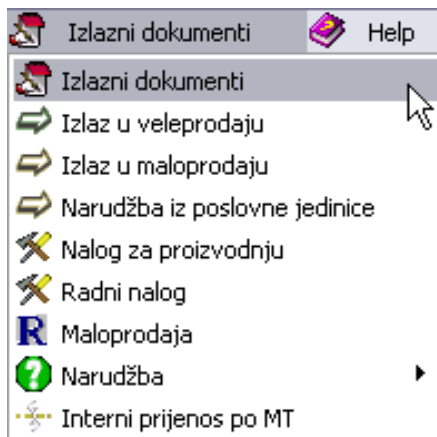 Izlazni dokumenti Help
Izlazni dokumenti
Izlaz u veleprodaju
Izlaz u maloprodaju
Narudžba iz poslovne jedinice
Nalog za proizvodnju
Radni nalog
R Maloprodaja
? Narudžba
Interni prijenos po MT